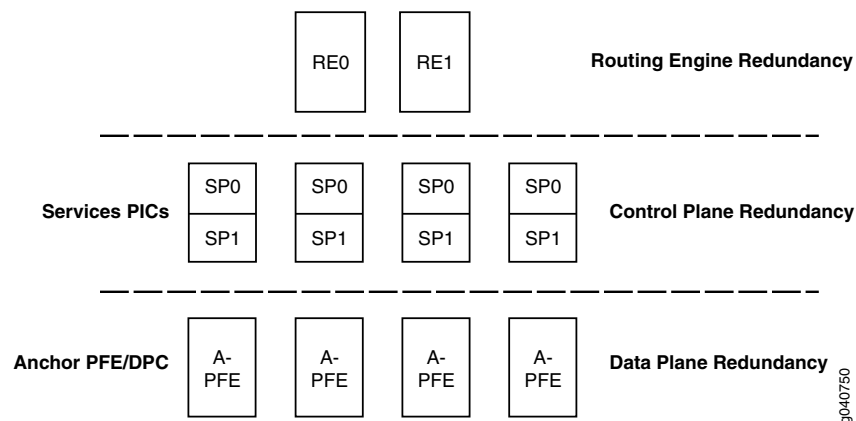 RE0 RE1 Routing Engine Redundancy
Services PICs SP0 SP0 SP0 SP0 Control Plane Redundancy
SP1 SP1 SP1 SP1
Anchor PFE/DPC A- A- A- A- Data Plane Redundancy
PFE PFE PFE PFE
g040750